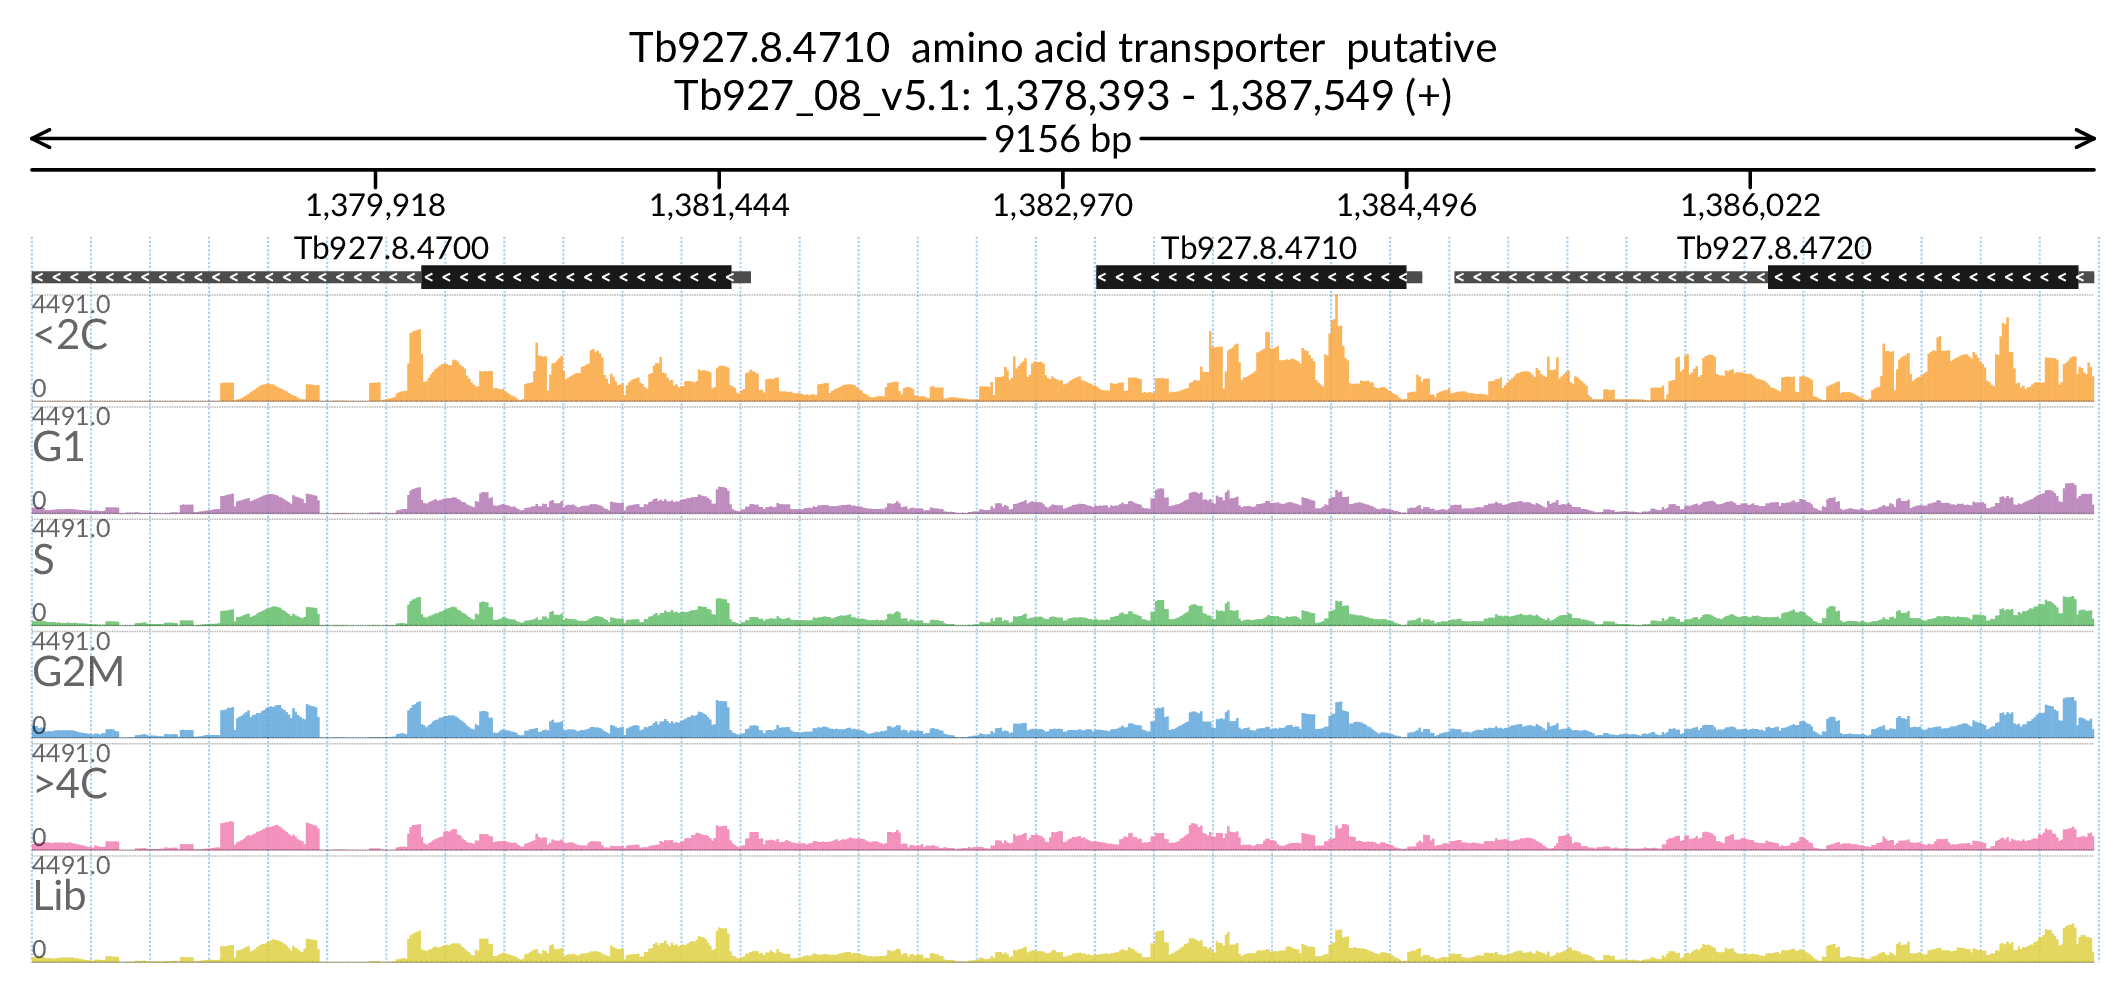 Tb927.8.4710  amino acid transporter  putative
Tb927_08_v5.1: 1,378,393 - 1,387,549 (+)
9156 bp
1,379,918 1,381,444 1,382,970 1,384,496 1,386,022
Tb927.8.4700 Tb927.8.4710 Tb927.8.4720
4491.0
<2C
0
4491.0
G1
0
4491.0
S
0
4491.0
G2M
0
4491.0
>4C
0
4491.0
Lib
0